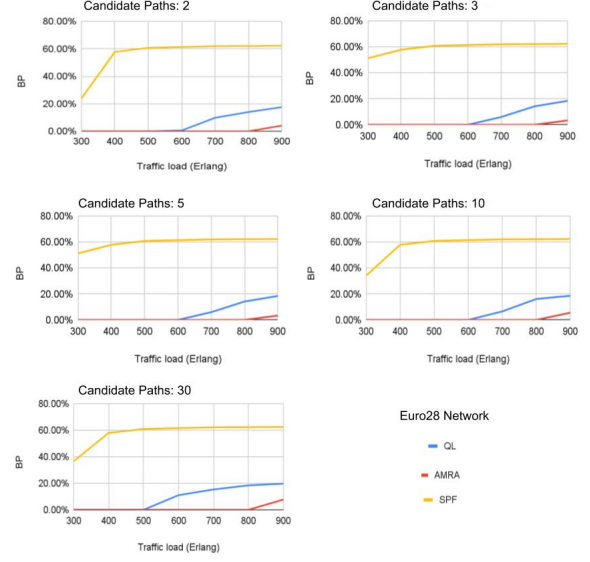 Candidate Paths: 2
80.00%
60.00%
40.00%
20.00%
0.00%
BP
300 400 500 600 700 800 900
Traffic load (Erlang)
Candidate Paths: 3
80.00%
60.00%
40.00%
20.00%
0.00%
BP
300 400 500 600 700 800 900
Traffic load (Erlang)
Candidate Paths: 5
80.00%
60.00%
40.00%
20.00%
0.00%
BP
300 400 500 600 700 800 900
Traffic load (Erlang)
Candidate Paths: 10
80.00%
60.00%
40.00%
20.00%
0.00%
BP
300 400 500 600 700 800 900
Traffic load (Erlang)
Candidate Paths: 30
80.00%
60.00%
40.00%
20.00%
0.00%
BP
300 400 500 600 700 800 900
Traffic load (Erlang)
Euro28 Network
QL
AMRA
SPF